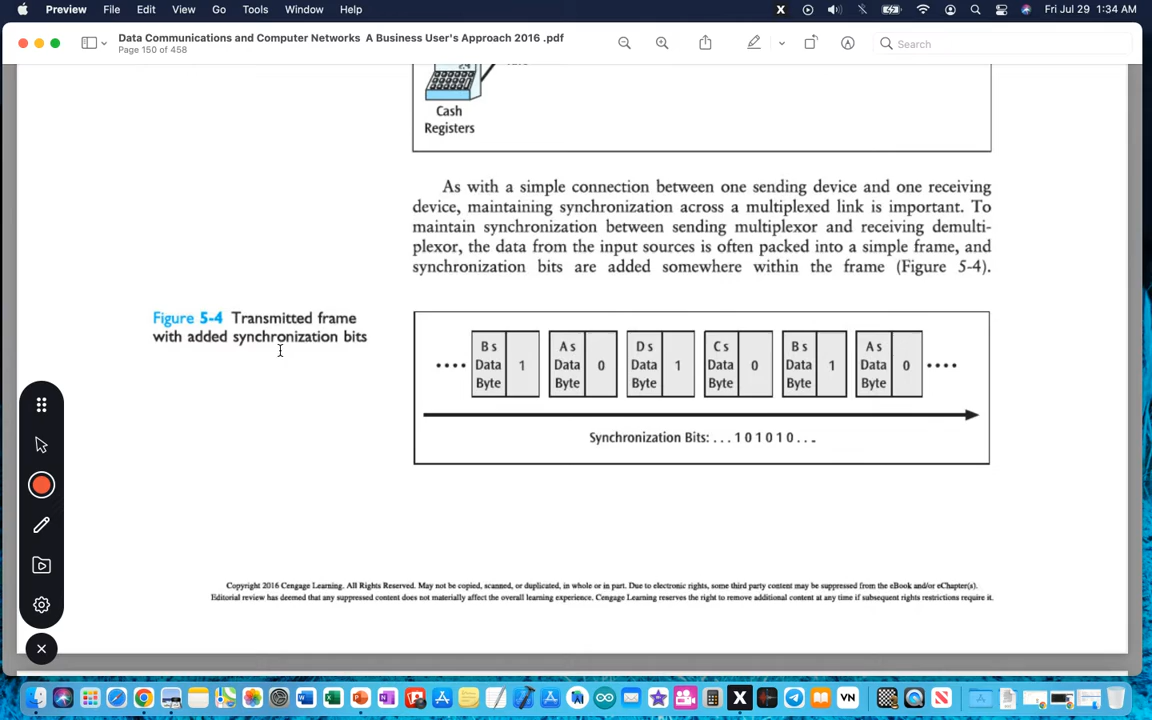 Preview File Edit View Go Tools Window Help Fri Jul 29 1:34 AM
Data Communications and Computer Networks A Business User's Approach 2016 .pdf
Page 150 of 458
Search
Cash
Registers
As with a simple connection between one sending device and one receiving
device, maintaining synchronization across a multiplexed link is important. To
maintain synchronization between sending multiplexor and receiving demulti-
plexor, the data from the input sources is often packed into a simple frame, and
synchronization bits are added somewhere within the frame (Figure 5-4).
Figure 5-4 Transmitted frame
with added synchronization bits
B s Data Byte 1
A s Data Byte 0
D s Data Byte 1
C s Data Byte 0
B s Data Byte 1
A s Data Byte 0
Synchronization Bits: . . . 1 0 1 0 1 0 . . .
Copyright 2016 Cengage Learning. All Rights Reserved. May not be copied, scanned, or duplicated, in whole or in part. Due to electronic rights, some third party content may be suppressed from the eBook and/or eChapter(s).
Editorial review has deemed that any suppressed content does not materially affect the overall learning experience. Cengage Learning reserves the right to remove additional content at any time if subsequent rights restrictions require it.
VN